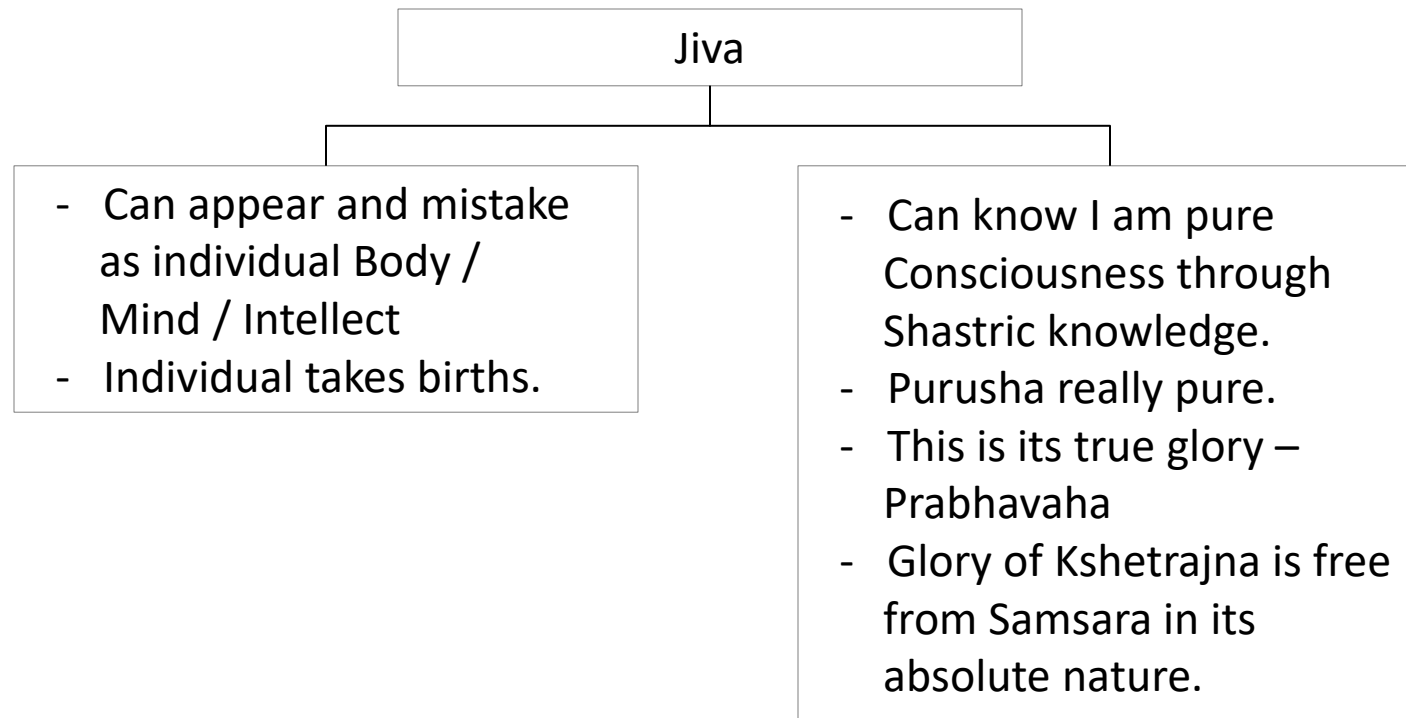 Jiva
- Can appear and mistake
as individual Body /
Mind / Intellect
- Individual takes births.
- Can know I am pure
Consciousness through
Shastric knowledge.
- Purusha really pure.
- This is its true glory –
Prabhavaha
- Glory of Kshetrajna is free
from Samsara in its
absolute nature.